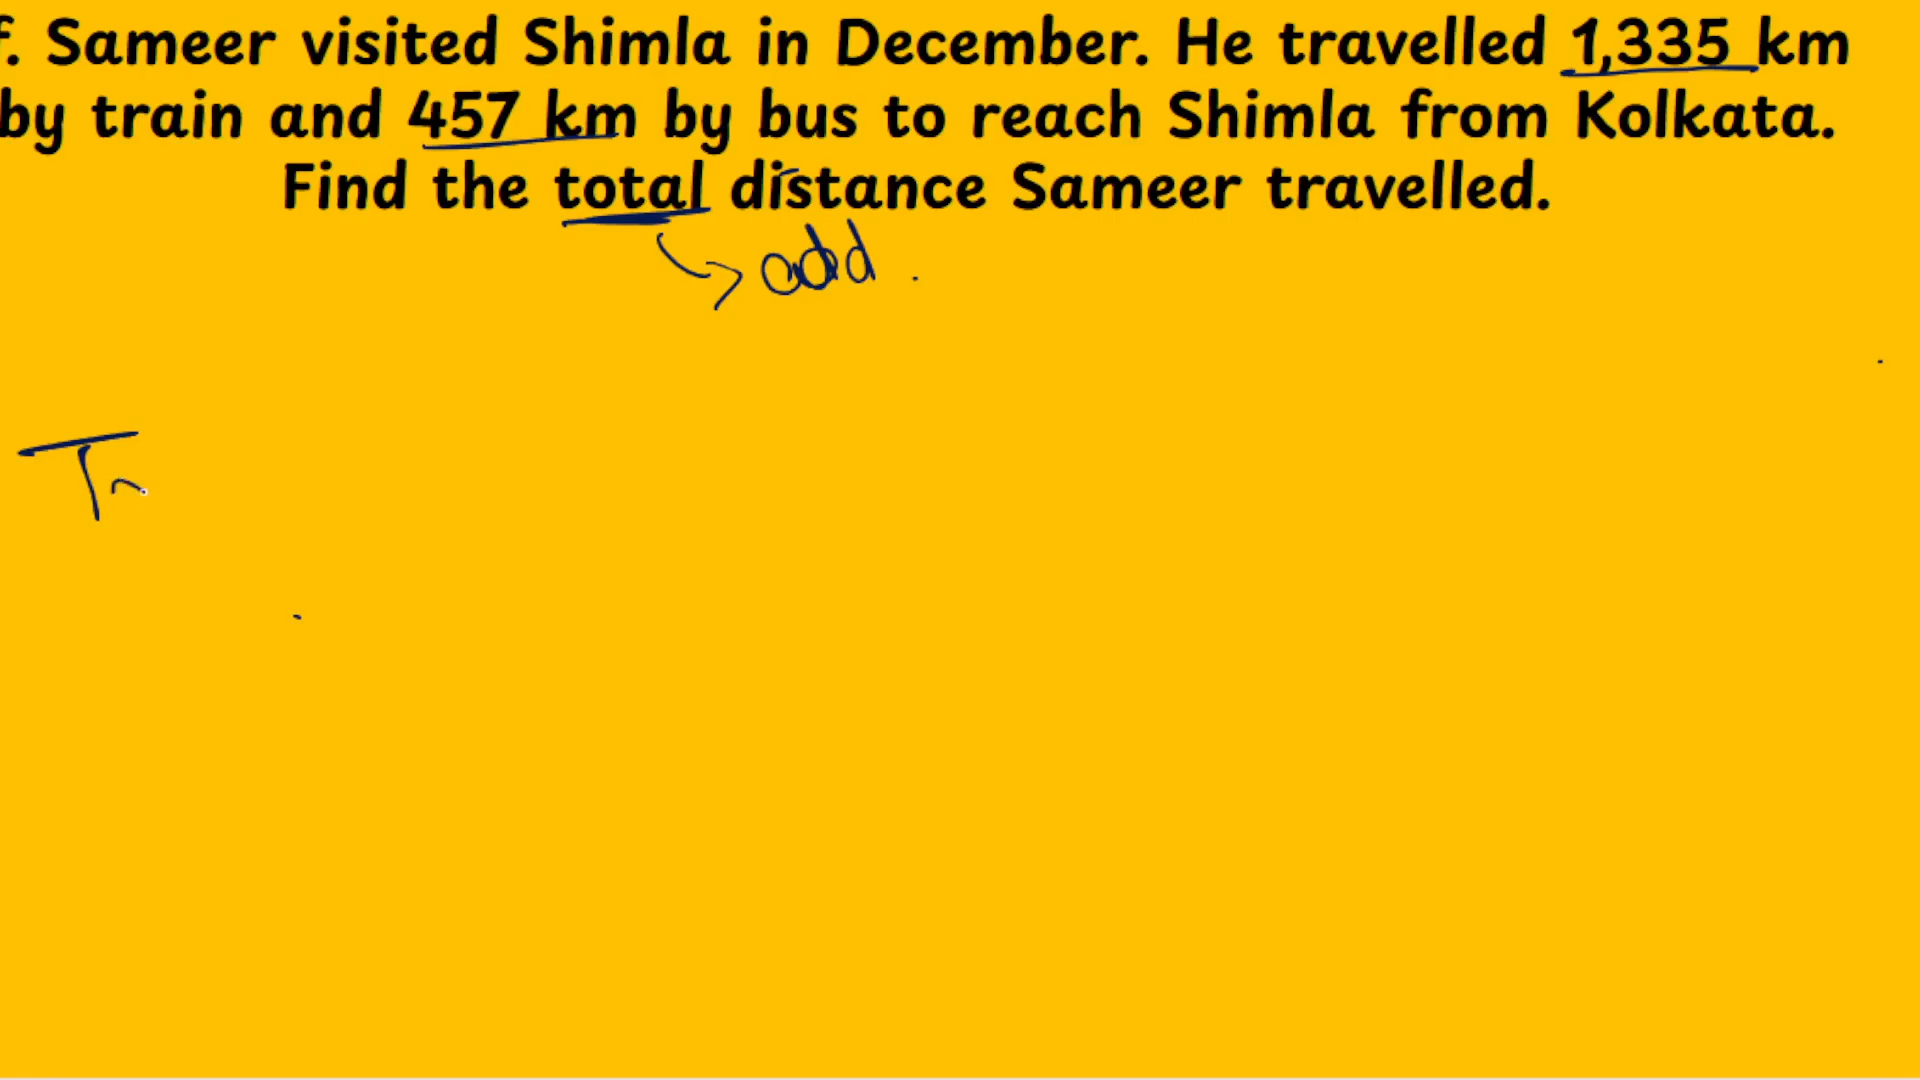 f. Sameer visited Shimla in December. He travelled 1,335 km
by train and 457 km by bus to reach Shimla from Kolkata.
Find the total distance Sameer travelled.
add
Tr